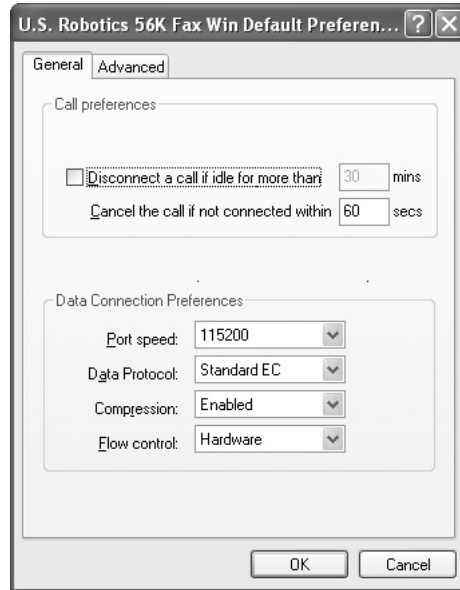 U.S. Robotics 56K Fax Win Default Preferen...
General Advanced
Call preferences
Disconnect a call if idle for more than 30 mins
Cancel the call if not connected within 60 secs
Data Connection Preferences
Port speed: 115200
Data Protocol: Standard EC
Compression: Enabled
Flow control: Hardware
OK Cancel